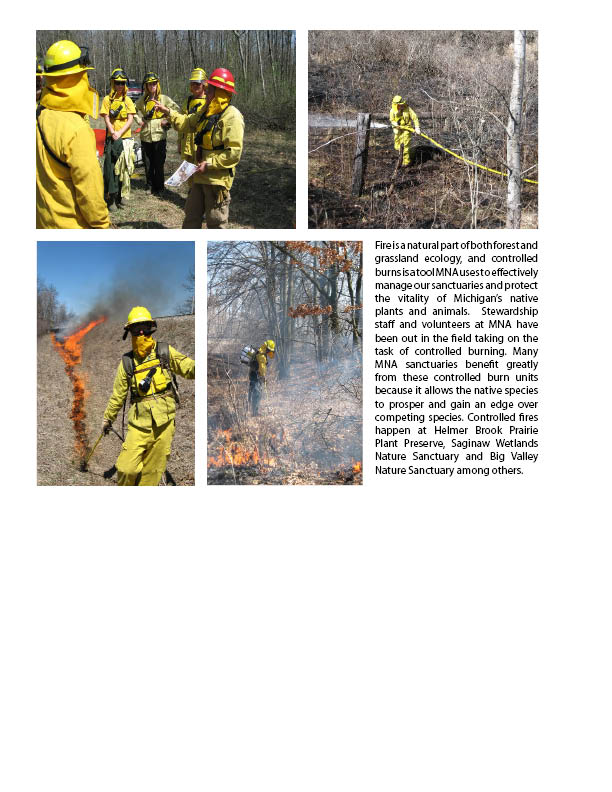 Fire is a natural part of both forest and
grassland ecology, and controlled
burns is a tool MNA uses to effectively
manage our sanctuaries and protect
the vitality of Michigan's native
plants and animals. Stewardship
staff and volunteers at MNA have
been out in the field taking on the
task of controlled burning. Many
MNA sanctuaries benefit greatly
from these controlled burn units
because it allows the native species
to prosper and gain an edge over
competing species. Controlled fires
happen at Helmer Brook Prairie
Plant Preserve, Saginaw Wetlands
Nature Sanctuary and Big Valley
Nature Sanctuary among others.